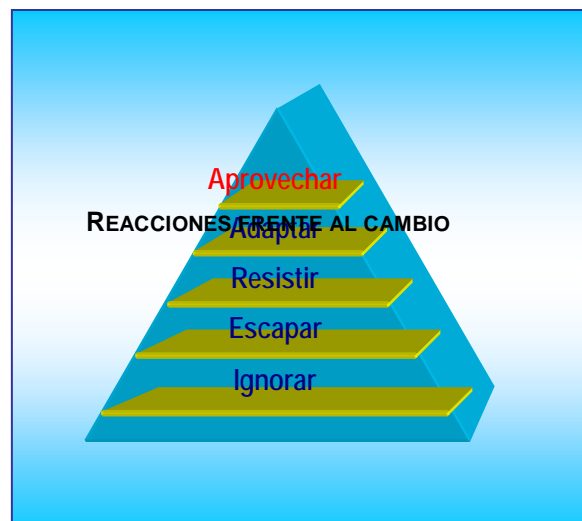 Aprovechar
REACCIONES FRENTE AL CAMBIO
Adaptar
Resistir
Escapar
Ignorar